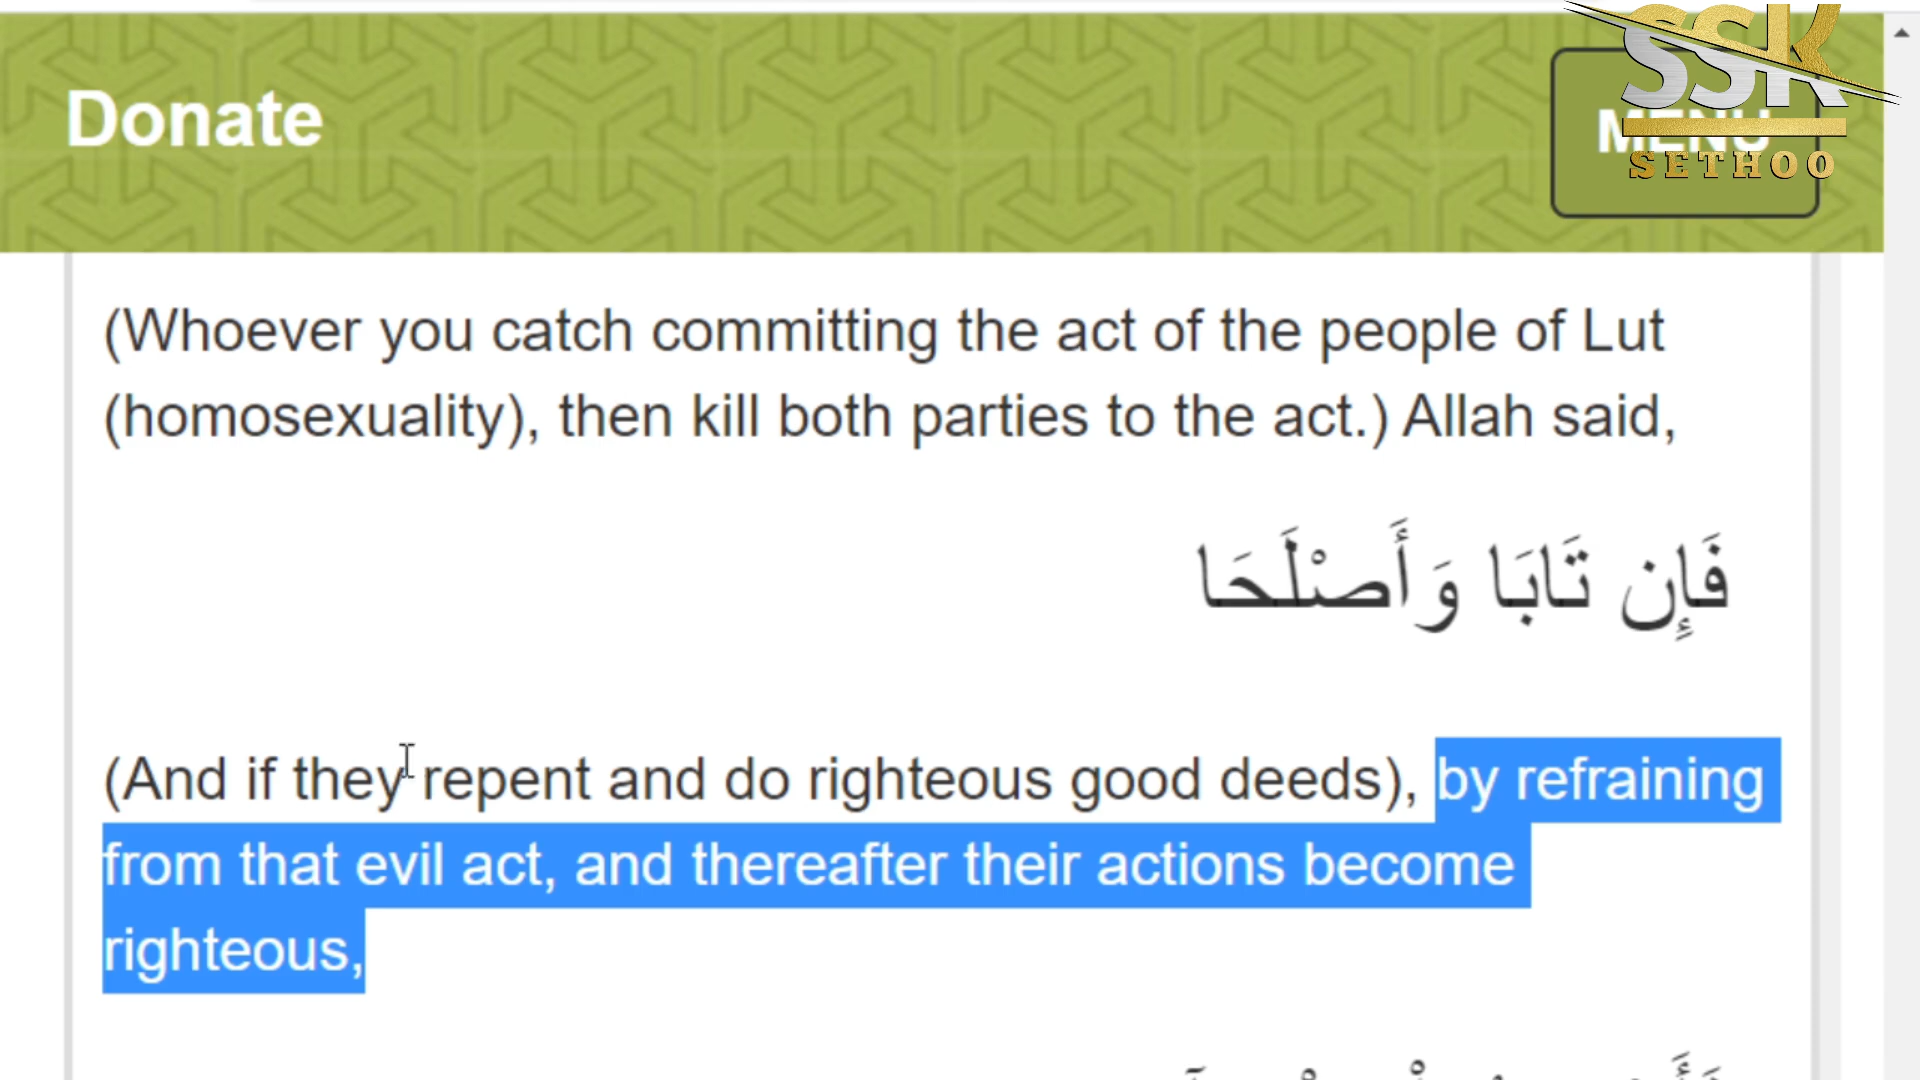 Donate
MENU
SSK
SETHOO
(Whoever you catch committing the act of the people of Lut
(homosexuality), then kill both parties to the act.) Allah said,
فَإِن تَابَا وَأَصْلَحَا
(And if they repent and do righteous good deeds), by refraining
from that evil act, and thereafter their actions become
righteous,